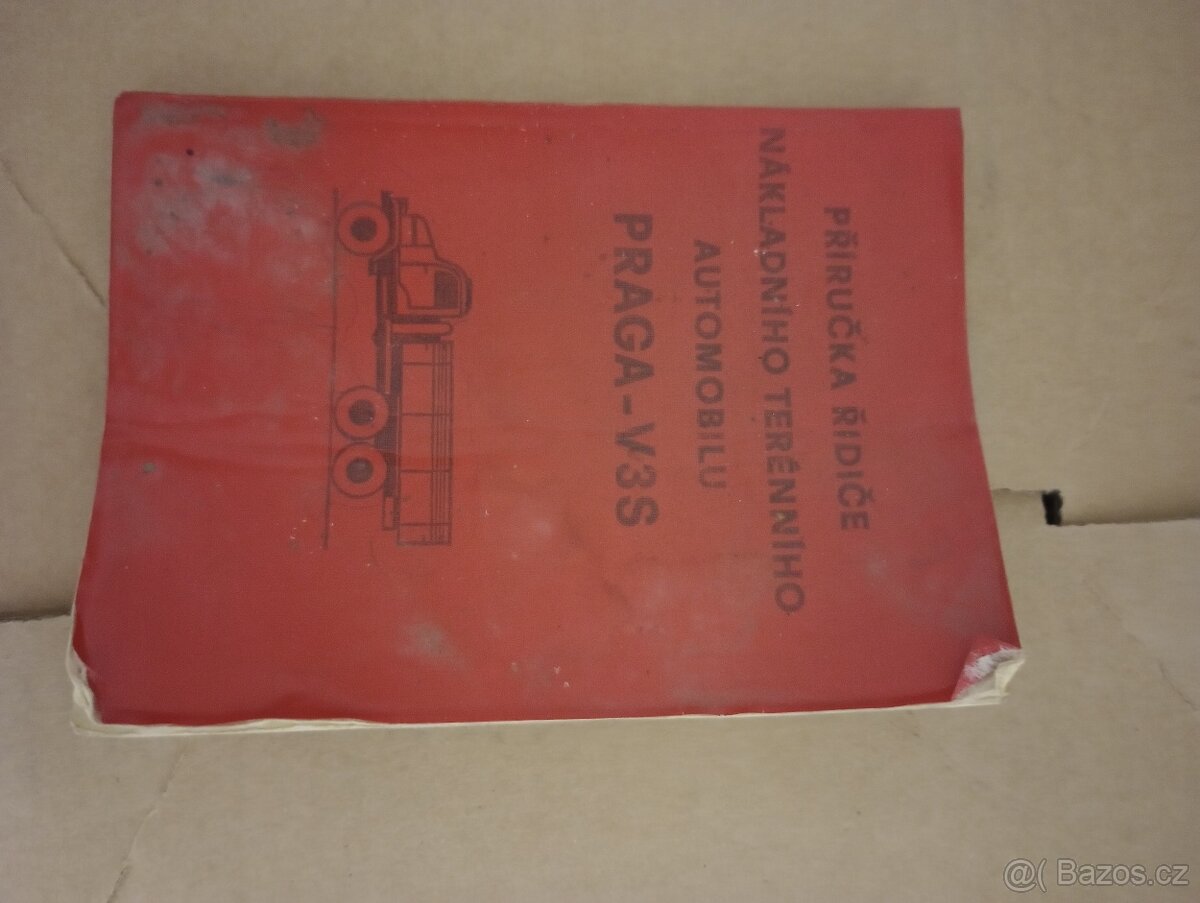 PŘÍRUČKA ŘIDIČE
NÁKLADNÍHO TERÉNNÍHO
AUTOMOBILU
PRAGA-V3S
@( Bazos.cz